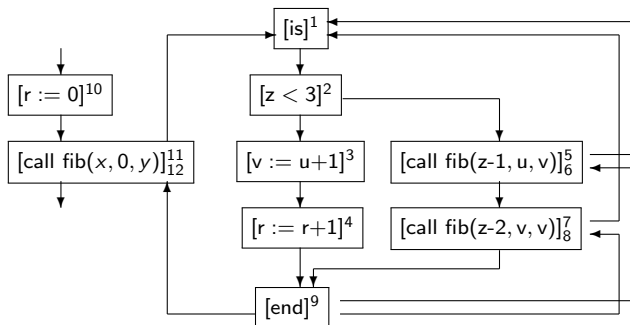 [is]¹
[r := 0]¹⁰
[z < 3]²
[call fib(x, 0, y)]¹¹₁₂
[v := u+1]³
[call fib(z-1, u, v)]⁵₆
[r := r+1]⁴
[call fib(z-2, v, v)]⁷₈
[end]⁹